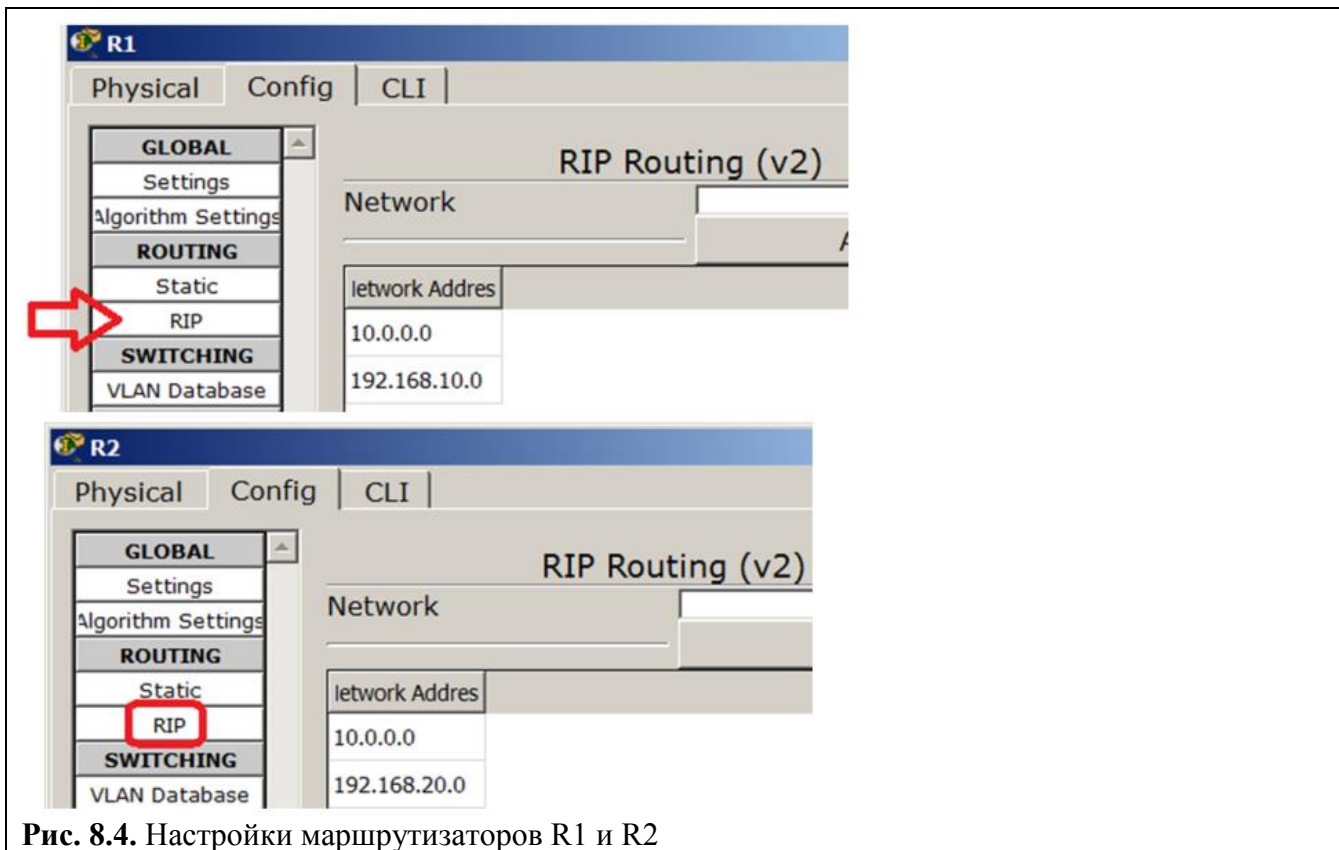 R1
Physical Config CLI
GLOBAL
Settings
Algorithm Settings
ROUTING
Static
RIP
SWITCHING
VLAN Database
RIP Routing (v2)
Network
A
letwork Addres
10.0.0.0
192.168.10.0
R2
Physical Config CLI
GLOBAL
Settings
Algorithm Settings
ROUTING
Static
RIP
SWITCHING
VLAN Database
RIP Routing (v2)
Network
letwork Addres
10.0.0.0
192.168.20.0
Рис. 8.4. Настройки маршрутизаторов R1 и R2